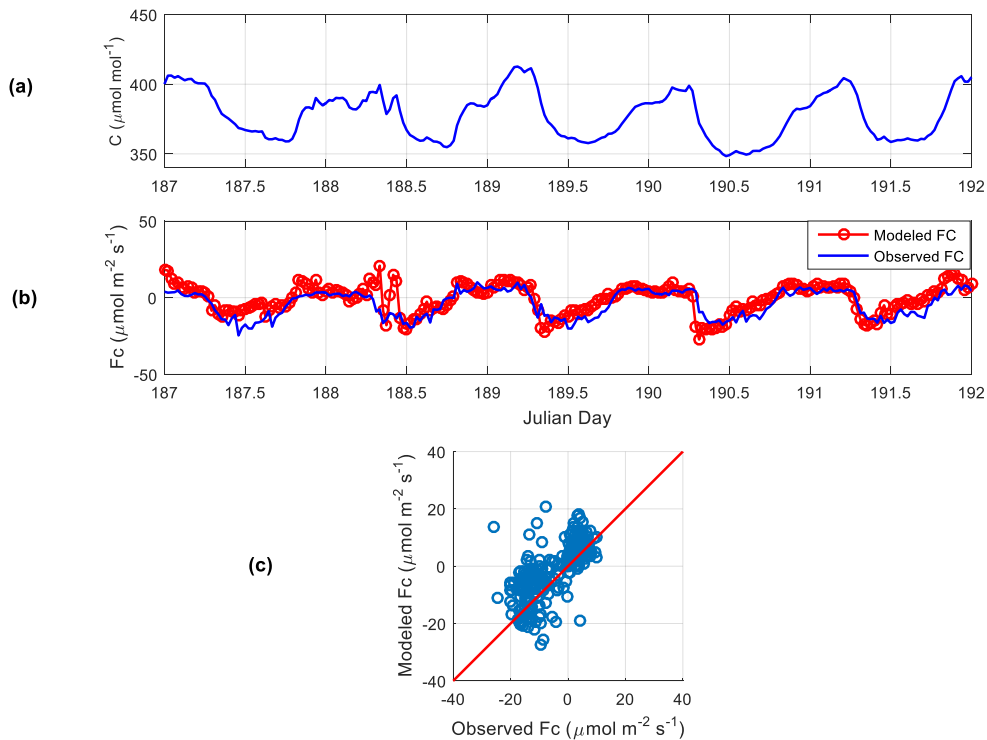 (a)
C (μmol mol⁻¹)
450
400
350
187 187.5 188 188.5 189 189.5 190 190.5 191 191.5 192
(b)
Fc (μmol m⁻² s⁻¹)
50
0
-50
Modeled FC
Observed FC
187 187.5 188 188.5 189 189.5 190 190.5 191 191.5 192
Julian Day
(c)
Modeled Fc (μmol m⁻² s⁻¹)
40
20
0
-20
-40
-40 -20 0 20 40
Observed Fc (μmol m⁻² s⁻¹)